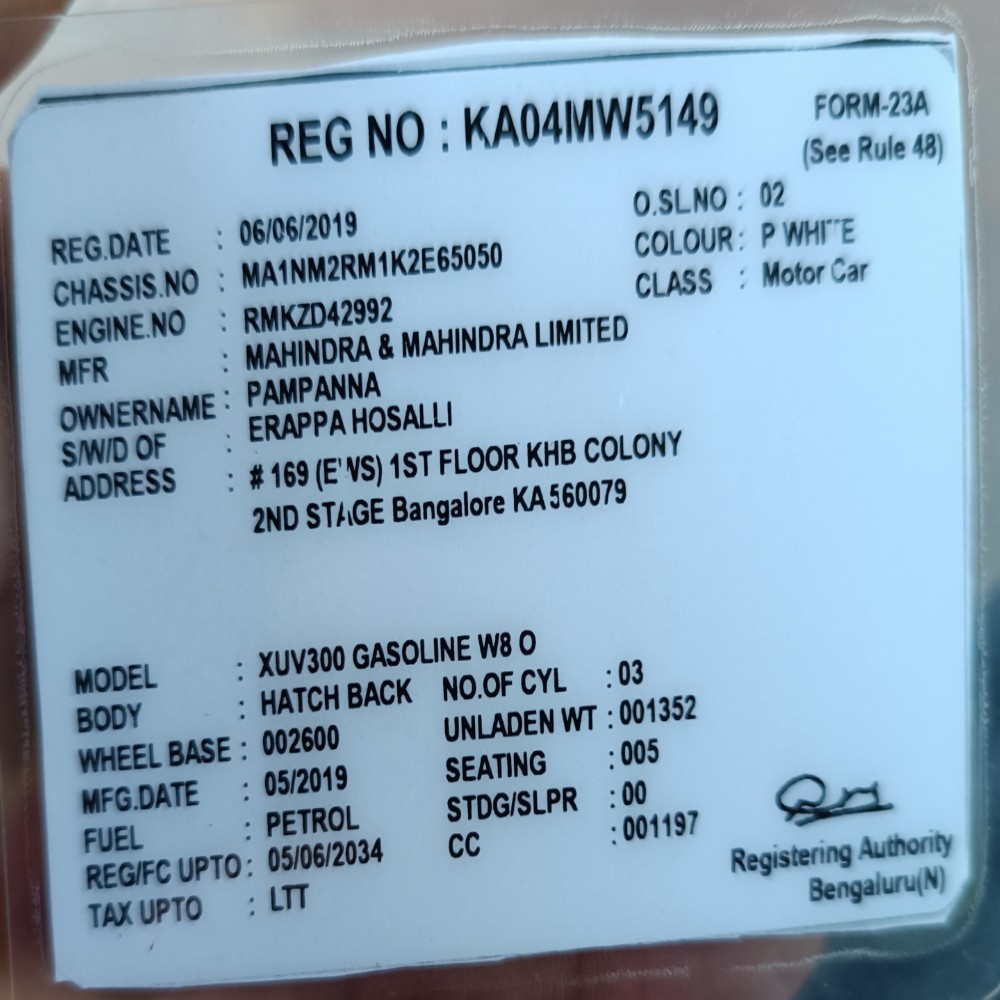 REG NO : KA04MW5149
FORM-23A
(See Rule 48)
REG.DATE : 06/06/2019
O.SLNO : 02
CHASSIS.NO : MA1NM2RM1K2E65050
COLOUR : P WHITE
ENGINE.NO : RMKZD42992
CLASS : Motor Car
MFR : MAHINDRA & MAHINDRA LIMITED
OWNERNAME : PAMPANNA
S/W/D OF : ERAPPA HOSALLI
ADDRESS : # 169 (EWS) 1ST FLOOR KHB COLONY
2ND STAGE Bangalore KA 560079
MODEL : XUV300 GASOLINE W8 O
BODY : HATCH BACK NO.OF CYL : 03
WHEEL BASE : 002600 UNLADEN WT : 001352
MFG.DATE : 05/2019 SEATING : 005
FUEL : PETROL STDG/SLPR : 00
REG/FC UPTO : 05/06/2034 CC : 001197
TAX UPTO : LTT
Registering Authority
Bengaluru(N)